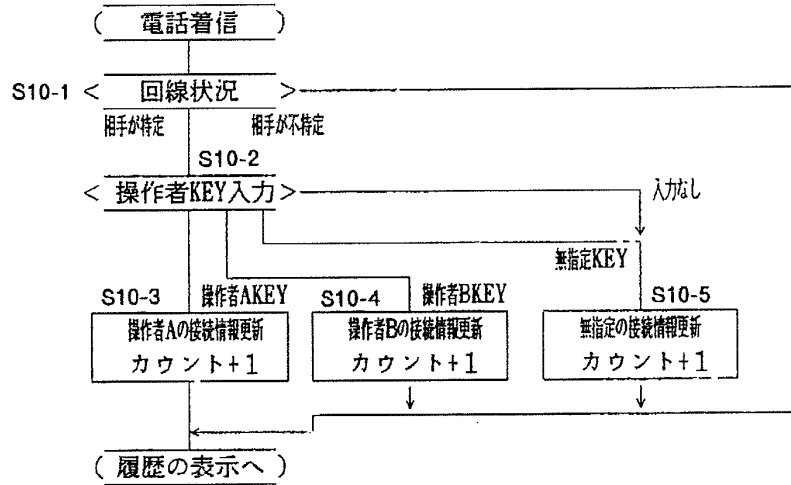 電話着信
S10-1
回線状況
相手が特定
相手が不特定
S10-2
操作者KEY入力
入力なし
無指定KEY
S10-3
操作者AKEY
S10-4
操作者BKEY
S10-5
操作者Aの接続情報更新
カウント+1
操作者Bの接続情報更新
カウント+1
無指定の接続情報更新
カウント+1
履歴の表示へ